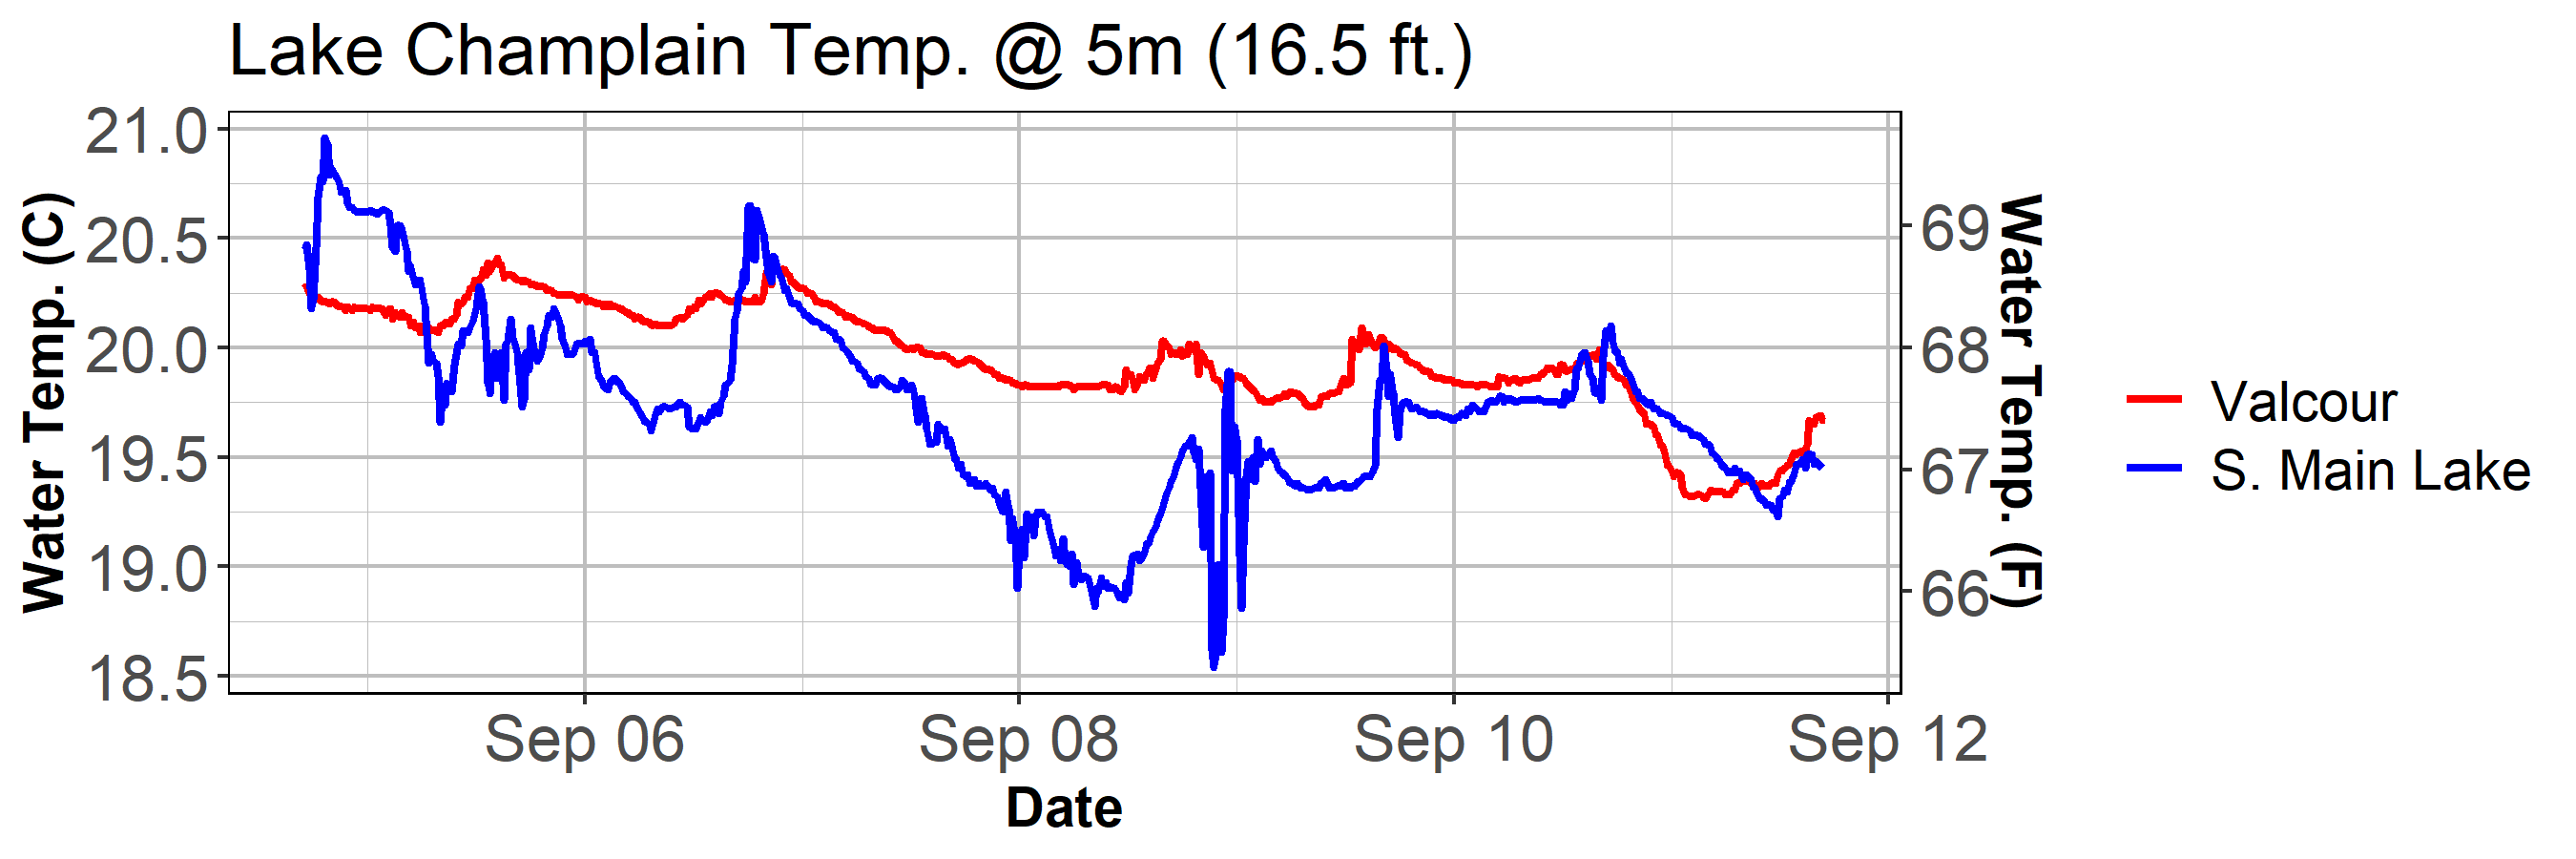 Lake Champlain Temp. @ 5m (16.5 ft.)
Water Temp. (C)
21.0
20.5
20.0
19.5
19.0
18.5
69
68
67
66
Water Temp. (F)
Sep 06
Sep 08
Sep 10
Sep 12
Date
Valcour
S. Main Lake